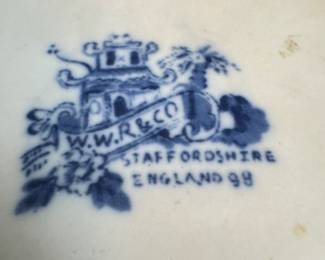 W.W.R & CO
STAFFORDSHIRE
ENGLAND 98